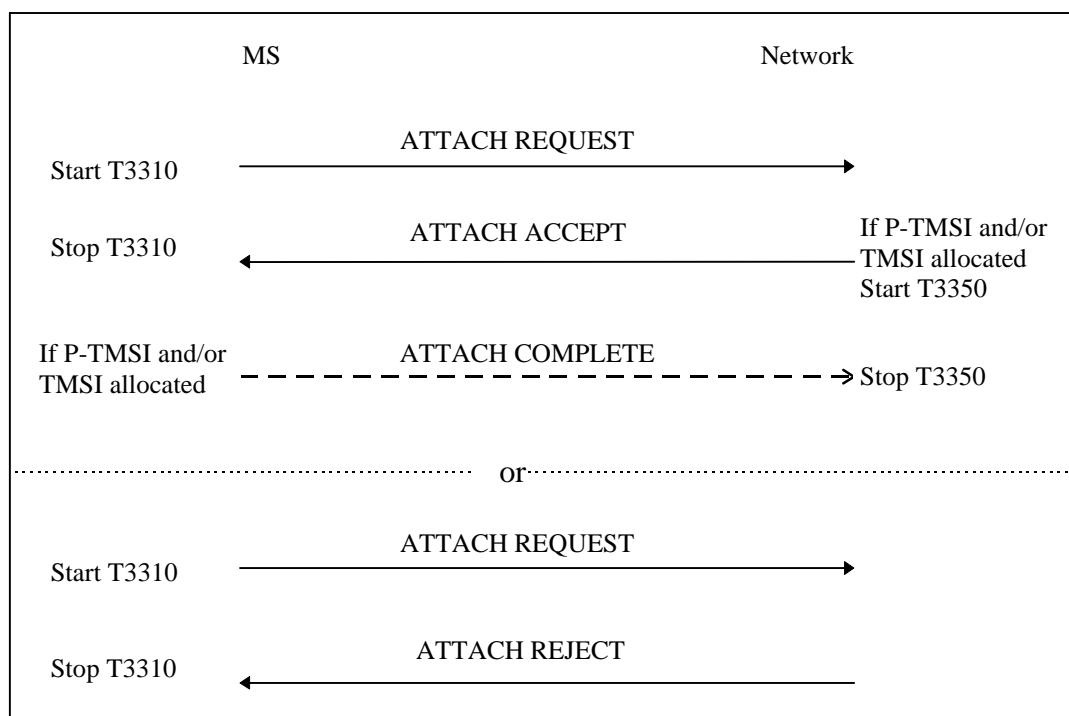 MS Network
ATTACH REQUEST
Start T3310
ATTACH ACCEPT
Stop T3310
If P-TMSI and/or
TMSI allocated
Start T3350
If P-TMSI and/or
TMSI allocated
ATTACH COMPLETE
Stop T3350
or
ATTACH REQUEST
Start T3310
ATTACH REJECT
Stop T3310